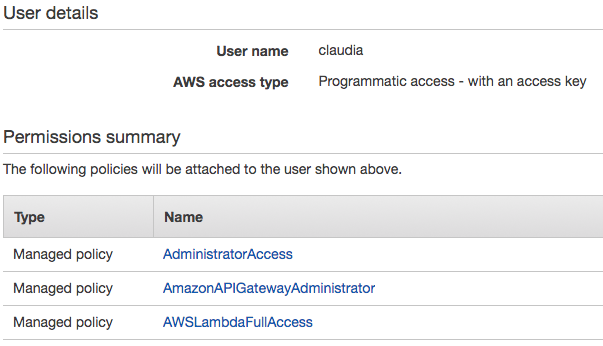 User details
User name claudia
AWS access type Programmatic access - with an access key
Permissions summary
The following policies will be attached to the user shown above.
Type Name
Managed policy AdministratorAccess
Managed policy AmazonAPIGatewayAdministrator
Managed policy AWSLambdaFullAccess